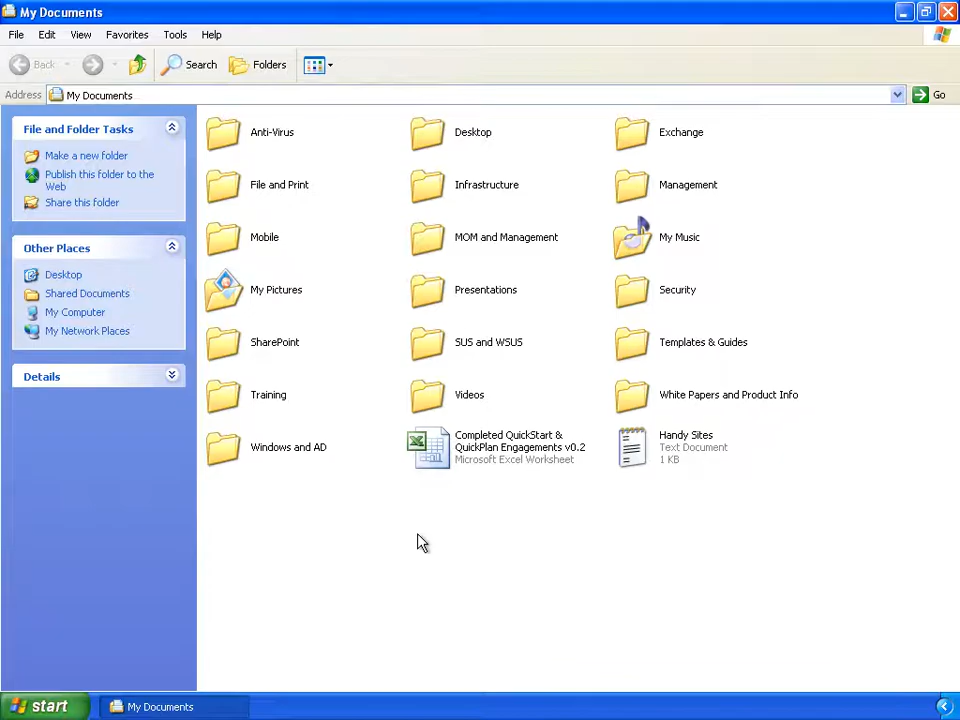 My Documents
File Edit View Favorites Tools Help
Back Search Folders
Address My Documents Go
File and Folder Tasks
Make a new folder
Publish this folder to the
Web
Share this folder
Other Places
Desktop
Shared Documents
My Computer
My Network Places
Details
Anti-Virus Desktop Exchange
File and Print Infrastructure Management
Mobile MOM and Management My Music
My Pictures Presentations Security
SharePoint SUS and WSUS Templates & Guides
Training Videos White Papers and Product Info
Windows and AD
Completed QuickStart &
QuickPlan Engagements v0.2
Microsoft Excel Worksheet
Handy Sites
Text Document
1 KB
start My Documents